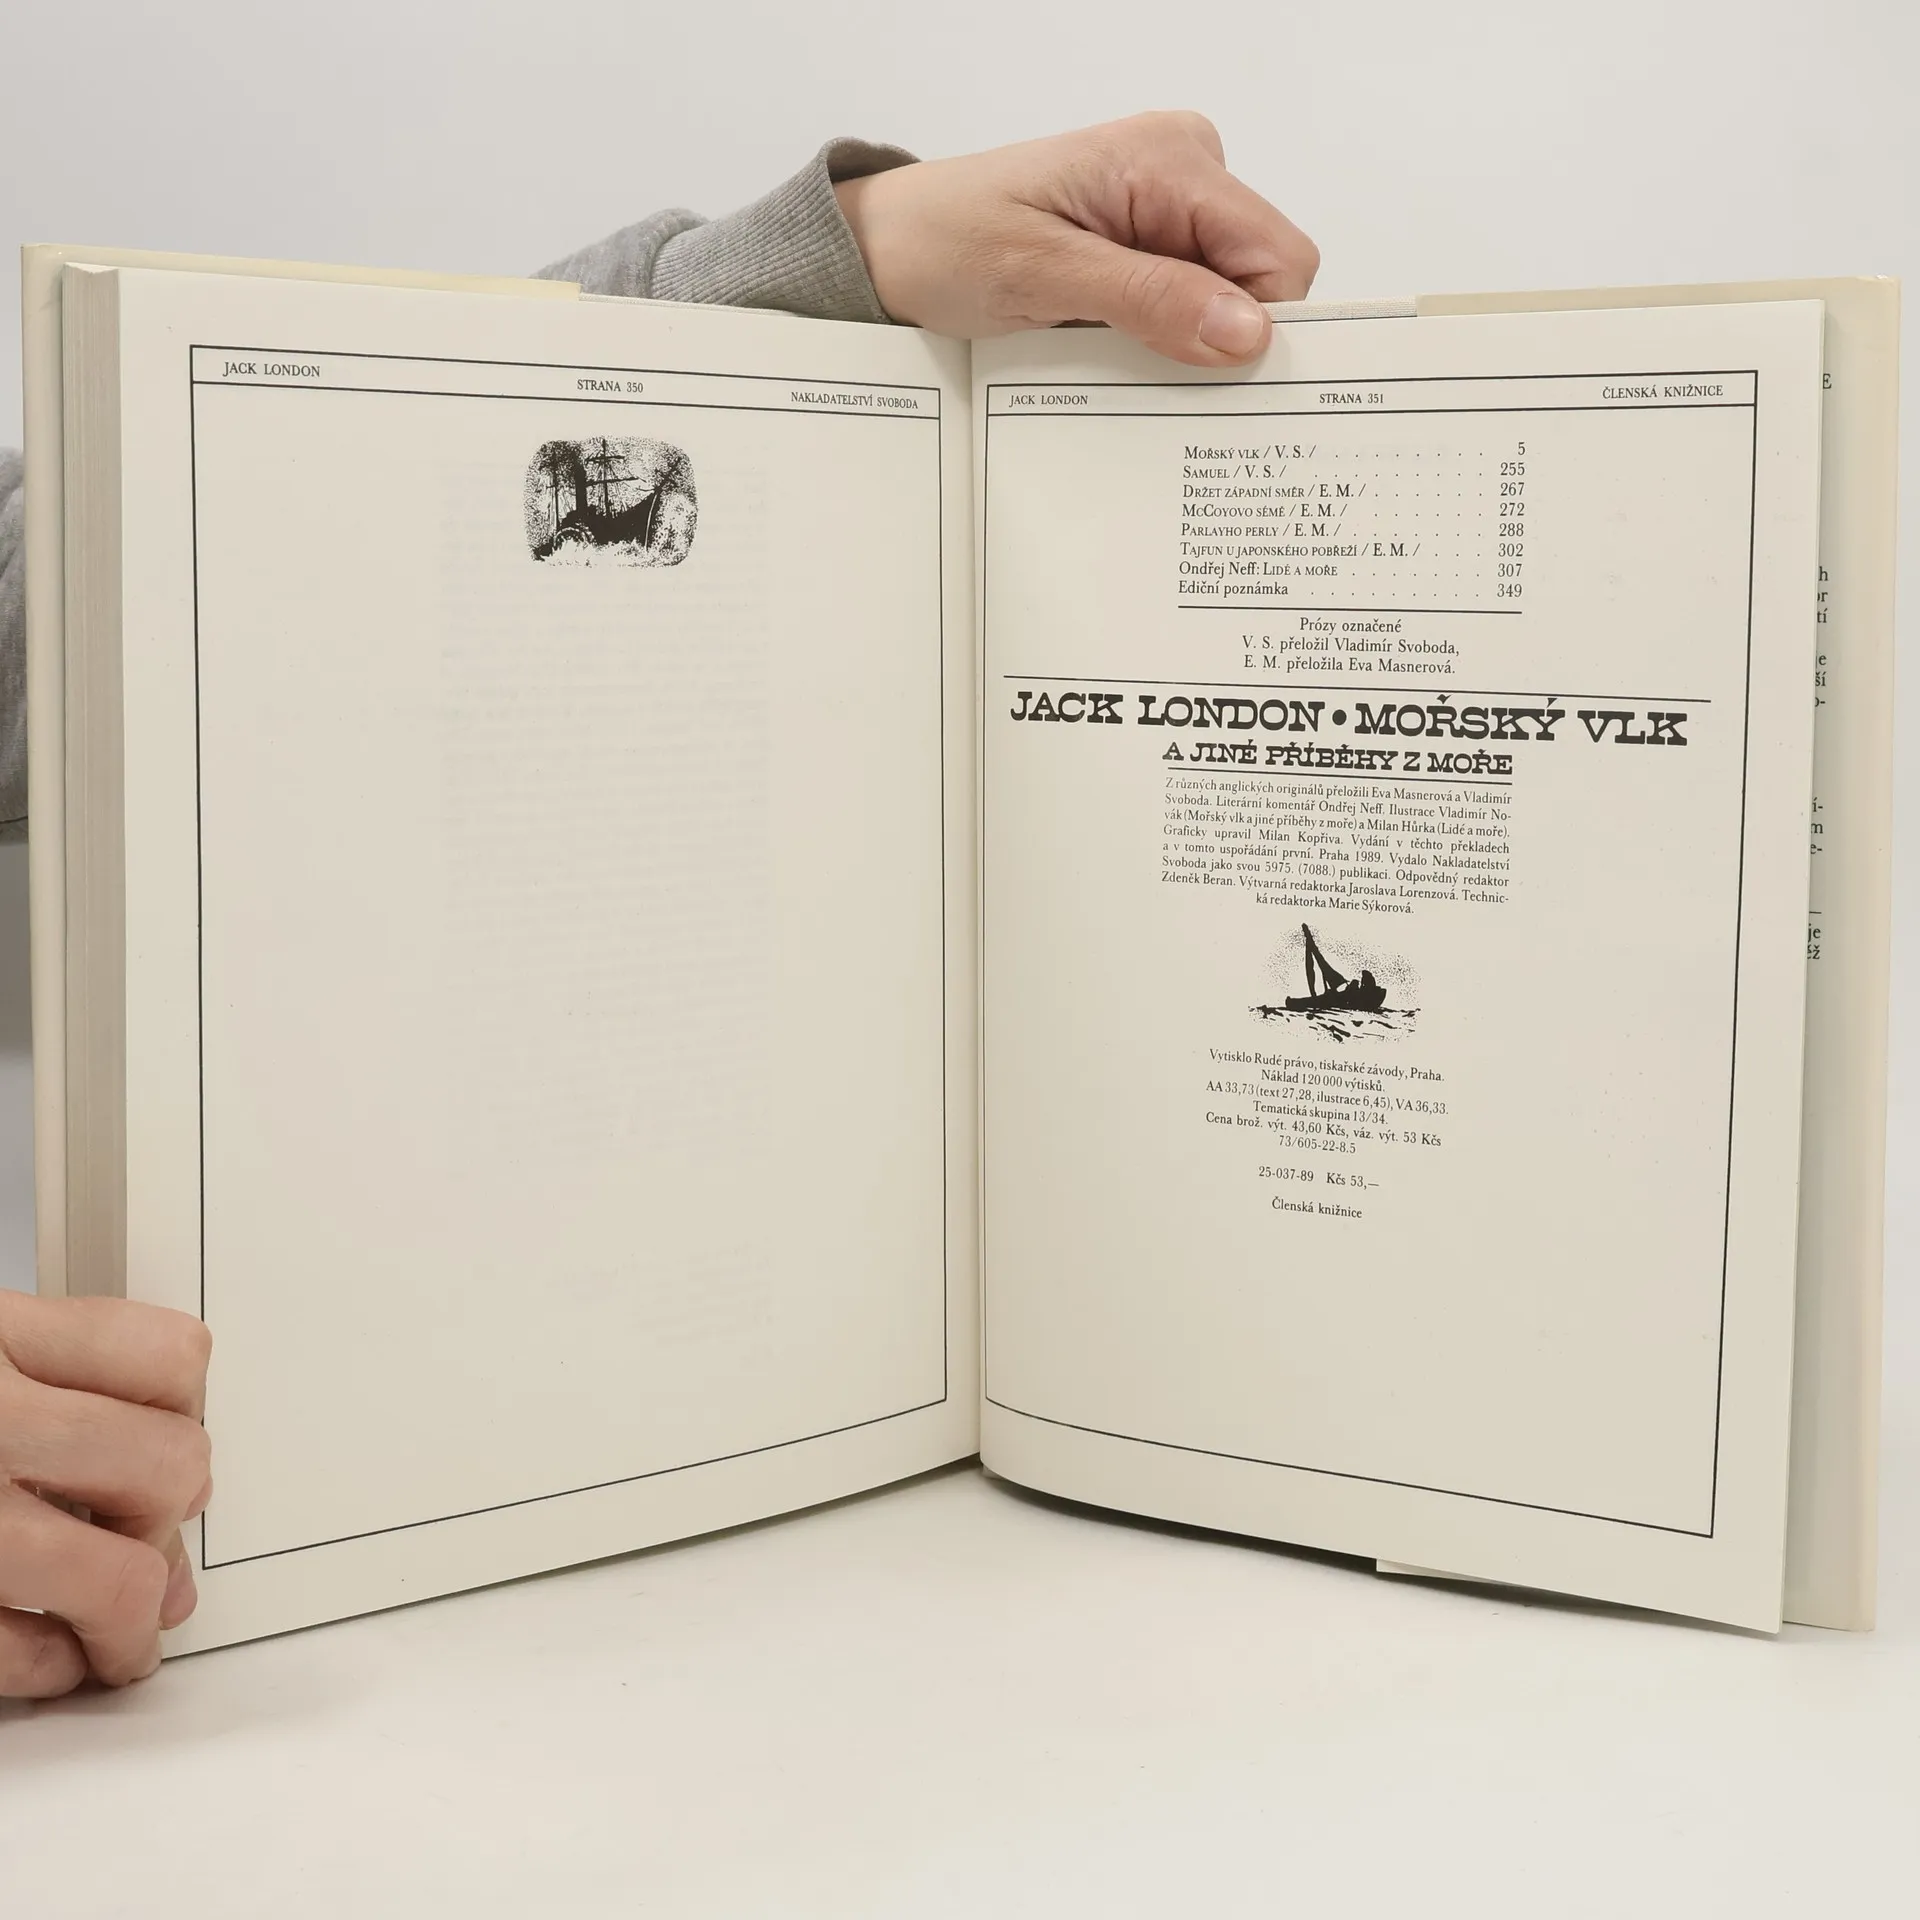 JACK LONDON
STRANA 350
NAKLADATELSTVÍ SVOBODA
JACK LONDON
STRANA 351
ČLENSKÁ KNIŽNICE
MOŘSKÝ VLK / V. S. / . . . . . . . . 5
SAMUEL / V. S. / . . . . . . . . . 255
DRŽET ZÁPADNÍ SMĚR / E. M. / . . . . . . 267
MCCOYOVO SÉMĚ / E. M. / . . . . . . 272
PARLAYHO PERLY / E. M. / . . . . . . . 288
TAJFUN U JAPONSKÉHO POBŘEŽÍ / E. M. / . . . 302
Ondřej Neff: LIDÉ A MOŘE . . . . . . . 307
Ediční poznámka . . . . . . . . . 349
Prózy označené
V. S. přeložil Vladimír Svoboda,
E. M. přeložila Eva Masnerová.
JACK LONDON • MOŘSKÝ VLK
A JINÉ PŘÍBĚHY Z MOŘE
Z různých anglických originálů přeložili Eva Masnerová a Vladimír
Svoboda. Literární komentář Ondřej Neff. Ilustrace Vladimír No-
vák (Mořský vlk a jiné příběhy z moře) a Milan Hůrka (Lidé a moře).
Graficky upravil Milan Kopřiva. Vydání v těchto překladech
a v tomto uspořádání první. Praha 1989. Vydalo Nakladatelství
Svoboda jako svou 5975. (7088.) publikaci. Odpovědný redaktor
Zdeněk Beran. Výtvarná redaktorka Jaroslava Lorenzová. Technic-
ká redaktorka Marie Sýkorová.
Vytisklo Rudé právo, tiskařské závody, Praha.
Náklad 120 000 výtisků.
AA 33,73 (text 27,28, ilustrace 6,45), VA 36,33.
Tematická skupina 13/34.
Cena brož. výt. 43,60 Kčs, váz. výt. 53 Kčs
73/605-22-8.5
25-037-89 Kčs 53,—
Členská knižnice